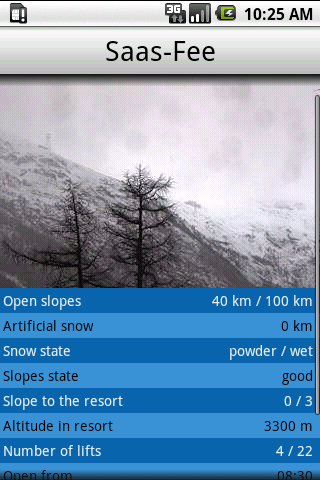 3G 10:25 AM
Saas-Fee
Open slopes 40 km / 100 km
Artificial snow 0 km
Snow state powder / wet
Slopes state good
Slope to the resort 0 / 3
Altitude in resort 3300 m
Number of lifts 4 / 22
Open from 08:30